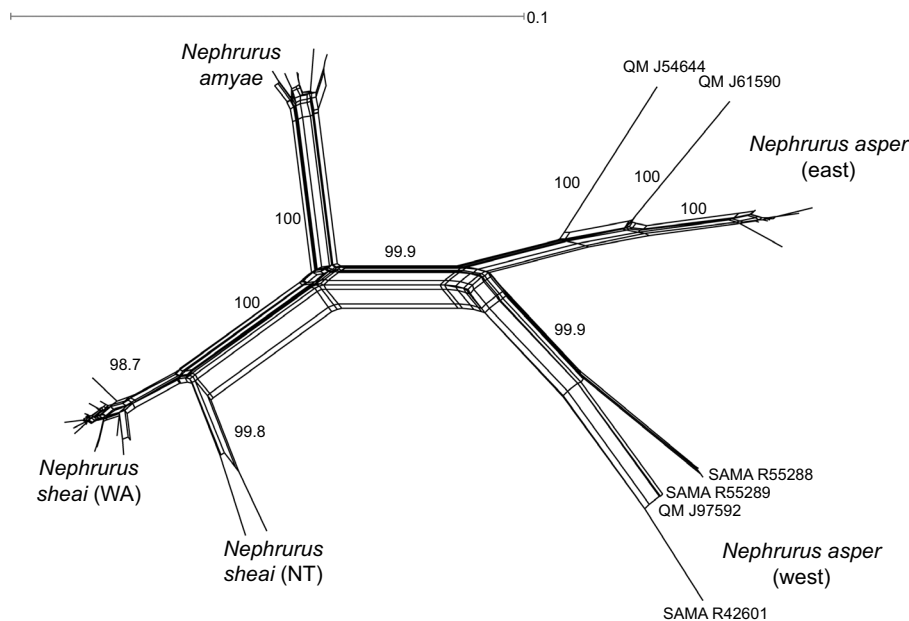 0.1
Nephrurus
amyae
QM J54644
QM J61590
Nephrurus asper
(east)
100
100
100
100
99.9
100
99.9
98.7
99.8
Nephrurus
sheai (WA)
Nephrurus
sheai (NT)
SAMA R55288
SAMA R55289
QM J97592
Nephrurus asper
(west)
SAMA R42601